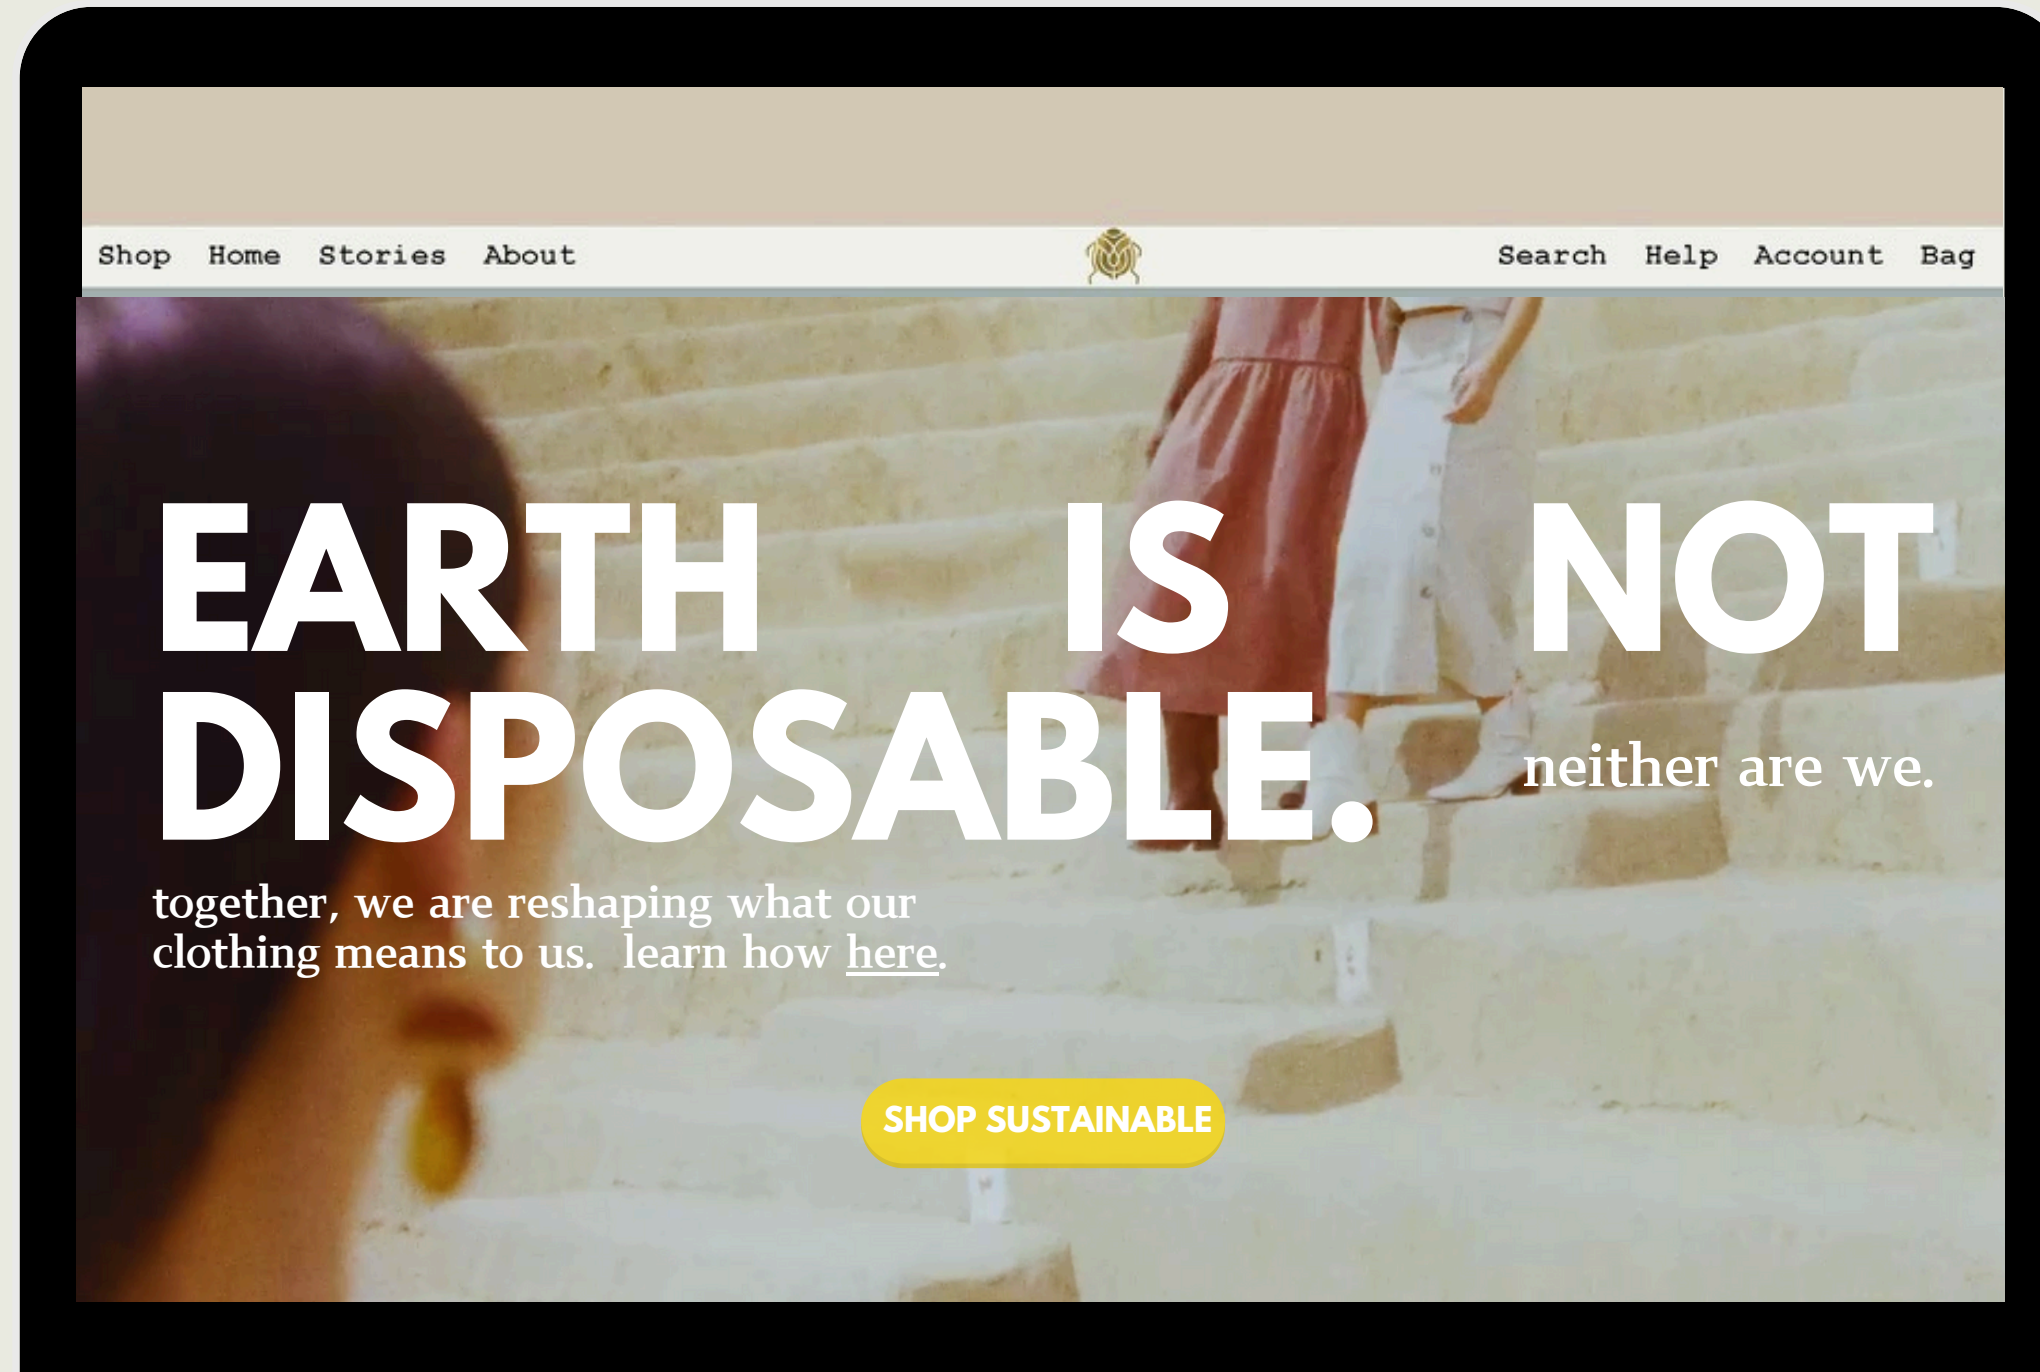 Shop Home Stories About Search Help Account Bag
EARTH IS NOT
DISPOSABLE.
neither are we.
together, we are reshaping what our
clothing means to us. learn how here.
SHOP SUSTAINABLE